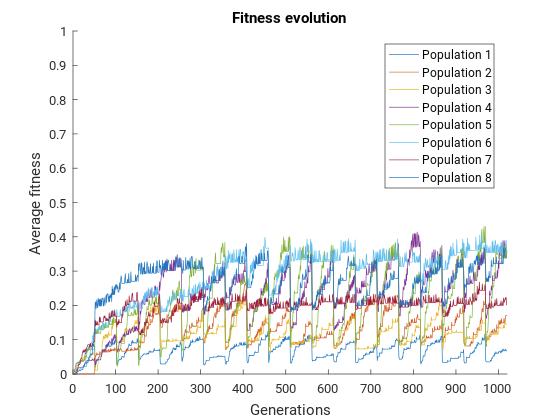 Fitness evolution
1
0.9
0.8
0.7
0.6
0.5
0.4
0.3
0.2
0.1
0
Average fitness
Population 1
Population 2
Population 3
Population 4
Population 5
Population 6
Population 7
Population 8
0 100 200 300 400 500 600 700 800 900 1000
Generations